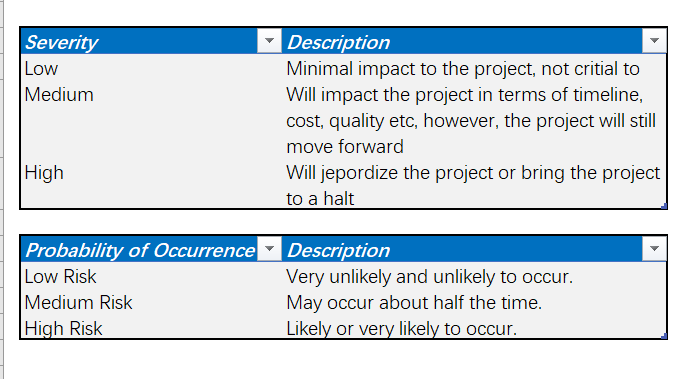 Severity Description
Low Minimal impact to the project, not critial to
Medium Will impact the project in terms of timeline,
cost, quality etc, however, the project will still
move forward
High Will jepordize the project or bring the project
to a halt
Probability of Occurrence Description
Low Risk Very unlikely and unlikely to occur.
Medium Risk May occur about half the time.
High Risk Likely or very likely to occur.